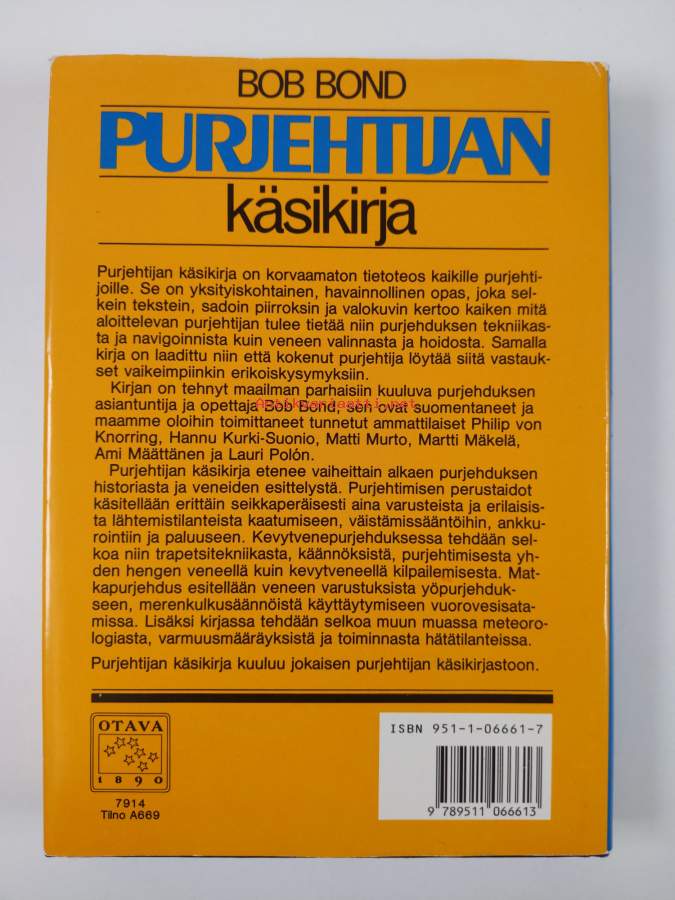 BOB BOND
PURJEHTIJAN
käsikirja
Purjehtijan käsikirja on korvaamaton tietoteos kaikille purjehti-
joille. Se on yksityiskohtainen, havainnollinen opas, joka sel-
kein tekstein, sadoin piirroksin ja valokuvin kertoo kaiken mitä
aloittelevan purjehtijan tulee tietää niin purjehduksen tekniikas-
ta ja navigoinnista kuin veneen valinnasta ja hoidosta. Samalla
kirja on laadittu niin että kokenut purjehtija löytää siitä vastauk-
set vaikeimpiinkin erikoiskysymyksiin.
Kirjan on tehnyt maailman parhaisiin kuuluva purjehduksen
asiantuntija ja opettaja Bob Bond, sen ovat suomentaneet ja
Antikvariaatti.net
maamme oloihin toimittaneet tunnetut ammattilaiset Philip von
Knorring, Hannu Kurki-Suonio, Matti Murto, Martti Mäkelä,
Ami Määttänen ja Lauri Polón.
Purjehtijan käsikirja etenee vaiheittain alkaen purjehduksen
historiasta ja veneiden esittelystä. Purjehtimisen perustaidot
käsitellään erittäin seikkaperäisesti aina varusteista ja erilaisis-
ta lähtemistilanteista kaatumiseen, väistämissääntöihin, ankku-
rointiin ja paluuseen. Kevytvenepurjehduksessa tehdään sel-
koa niin trapetsitekniikasta, käännöksistä, purjehtimisesta yh-
den hengen veneellä kuin kevytveneellä kilpailemisesta. Mat-
kapurjehdus esitellään veneen varustuksista yöpurjehduk-
seen, merenkulkusäännöistä käyttäytymiseen vuorovesisata-
missa. Lisäksi kirjassa tehdään selkoa muun muassa meteoro-
logiasta, varmuusmääräyksistä ja toiminnasta hätätilanteissa.
Purjehtijan käsikirja kuuluu jokaisen purjehtijan käsikirjastoon.
OTAVA
1890
7914
Tilno A669
ISBN 951-1-06661-7
9 789511 066613